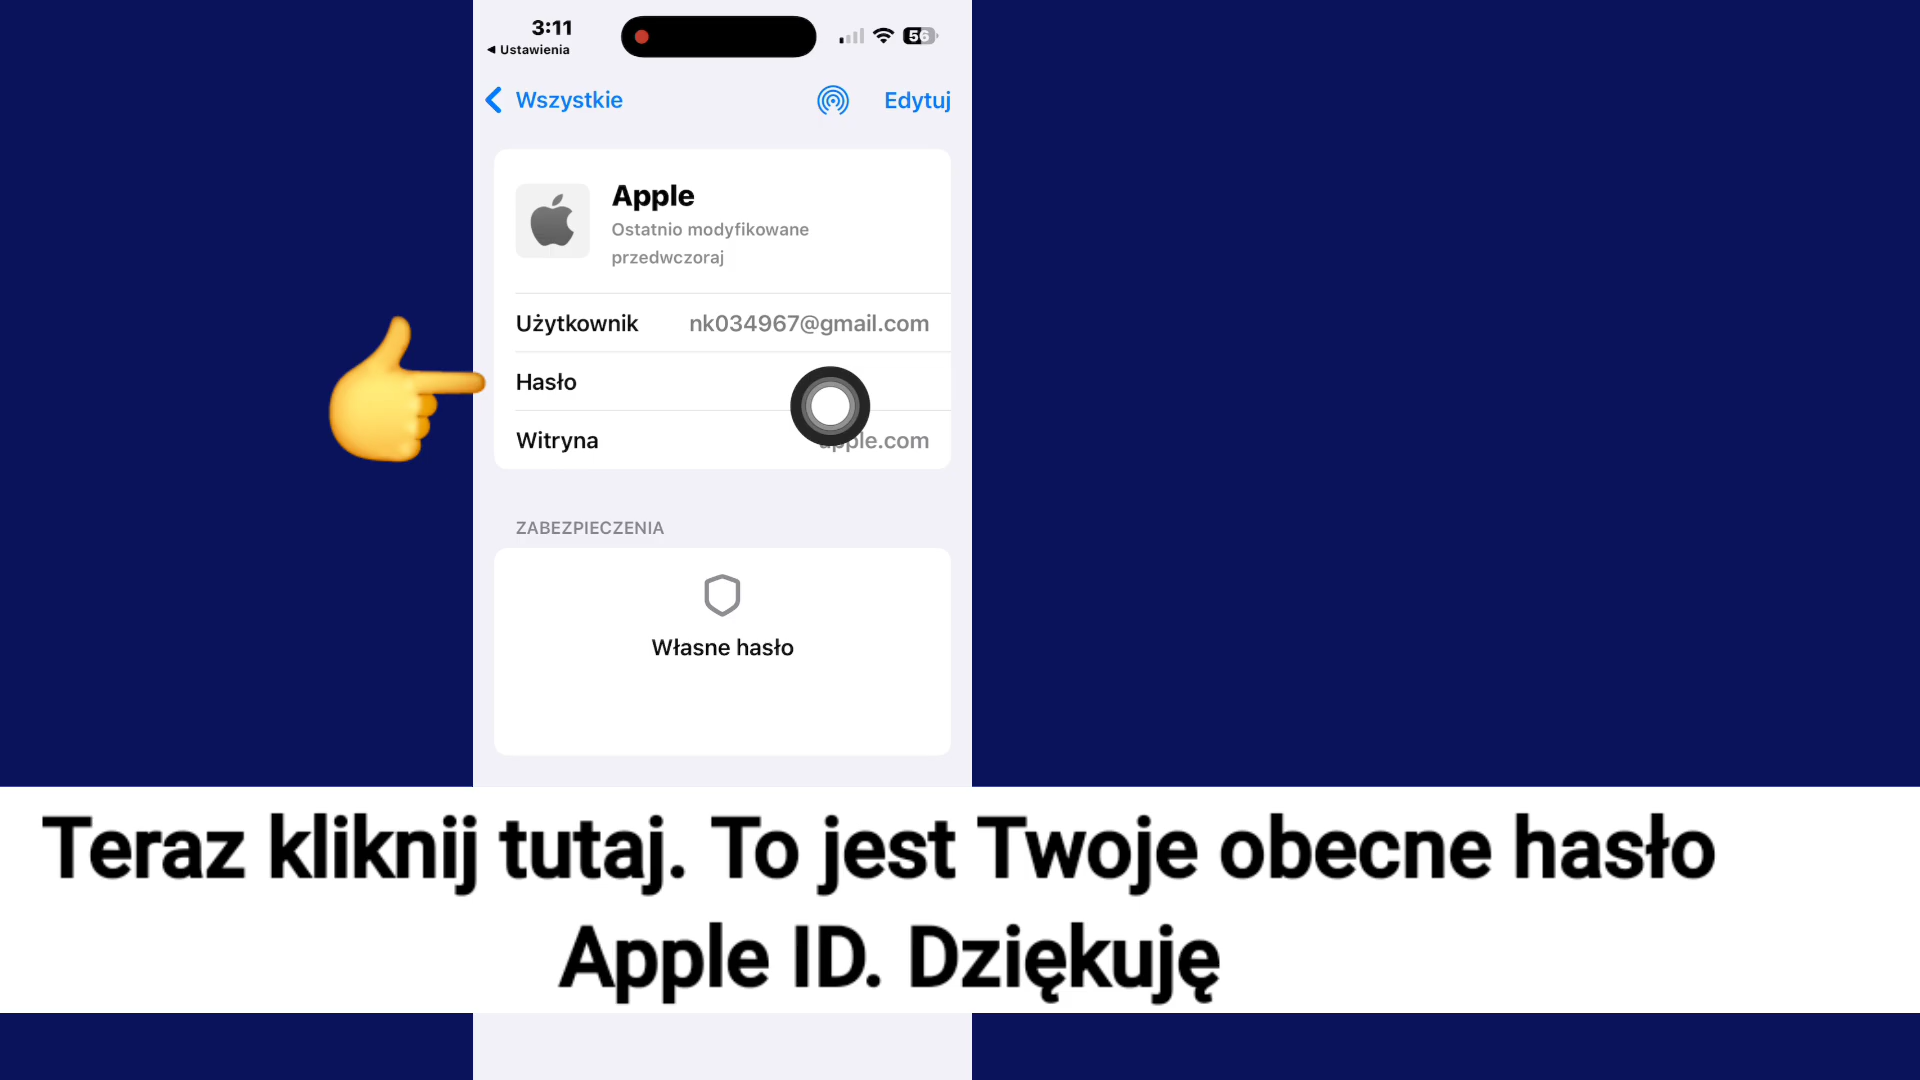 3:11
◀ Ustawienia
56
Wszystkie
Edytuj
Apple
Ostatnio modyfikowane
przedwczoraj
Użytkownik nk034967@gmail.com
Hasło
Witryna apple.com
ZABEZPIECZENIA
Własne hasło
Teraz kliknij tutaj. To jest Twoje obecne hasło
Apple ID. Dziękuję